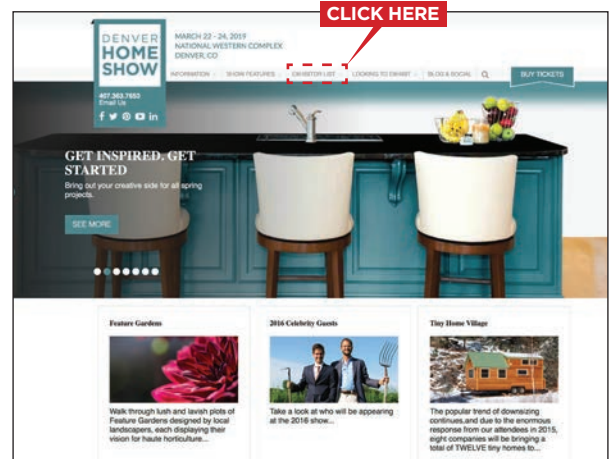 CLICK HERE
DENVER
HOME
SHOW
MARCH 22 - 24, 2019
NATIONAL WESTERN COMPLEX
DENVER, CO
INFORMATION
SHOW FEATURES
EXHIBITOR LIST
LOOKING TO EXHIBIT
BLOG & SOCIAL
BUY TICKETS
407.363.7653
Email Us
GET INSPIRED. GET
STARTED
Bring out your creative side for all spring
projects.
SEE MORE
Feature Gardens
Walk through lush and lavish plots of
Feature Gardens designed by local
landscapers, each displaying their
vision for haute horticulture...
2016 Celebrity Guests
Take a look at who will be appearing
at the 2016 show...
Tiny Home Village
The popular trend of downsizing
continues,and due to the enormous
response from our attendees in 2015,
eight companies will be bringing a
total of TWELVE tiny homes to...